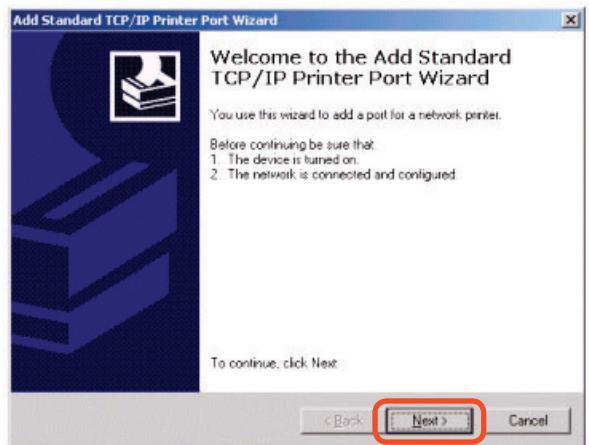 Add Standard TCP/IP Printer Port Wizard
Welcome to the Add Standard
TCP/IP Printer Port Wizard
You use this wizard to add a port for a network printer.
Before continuing be sure that:
1. The device is turned on.
2. The network is connected and configured.
To continue, click Next.
< Back
Next >
Cancel